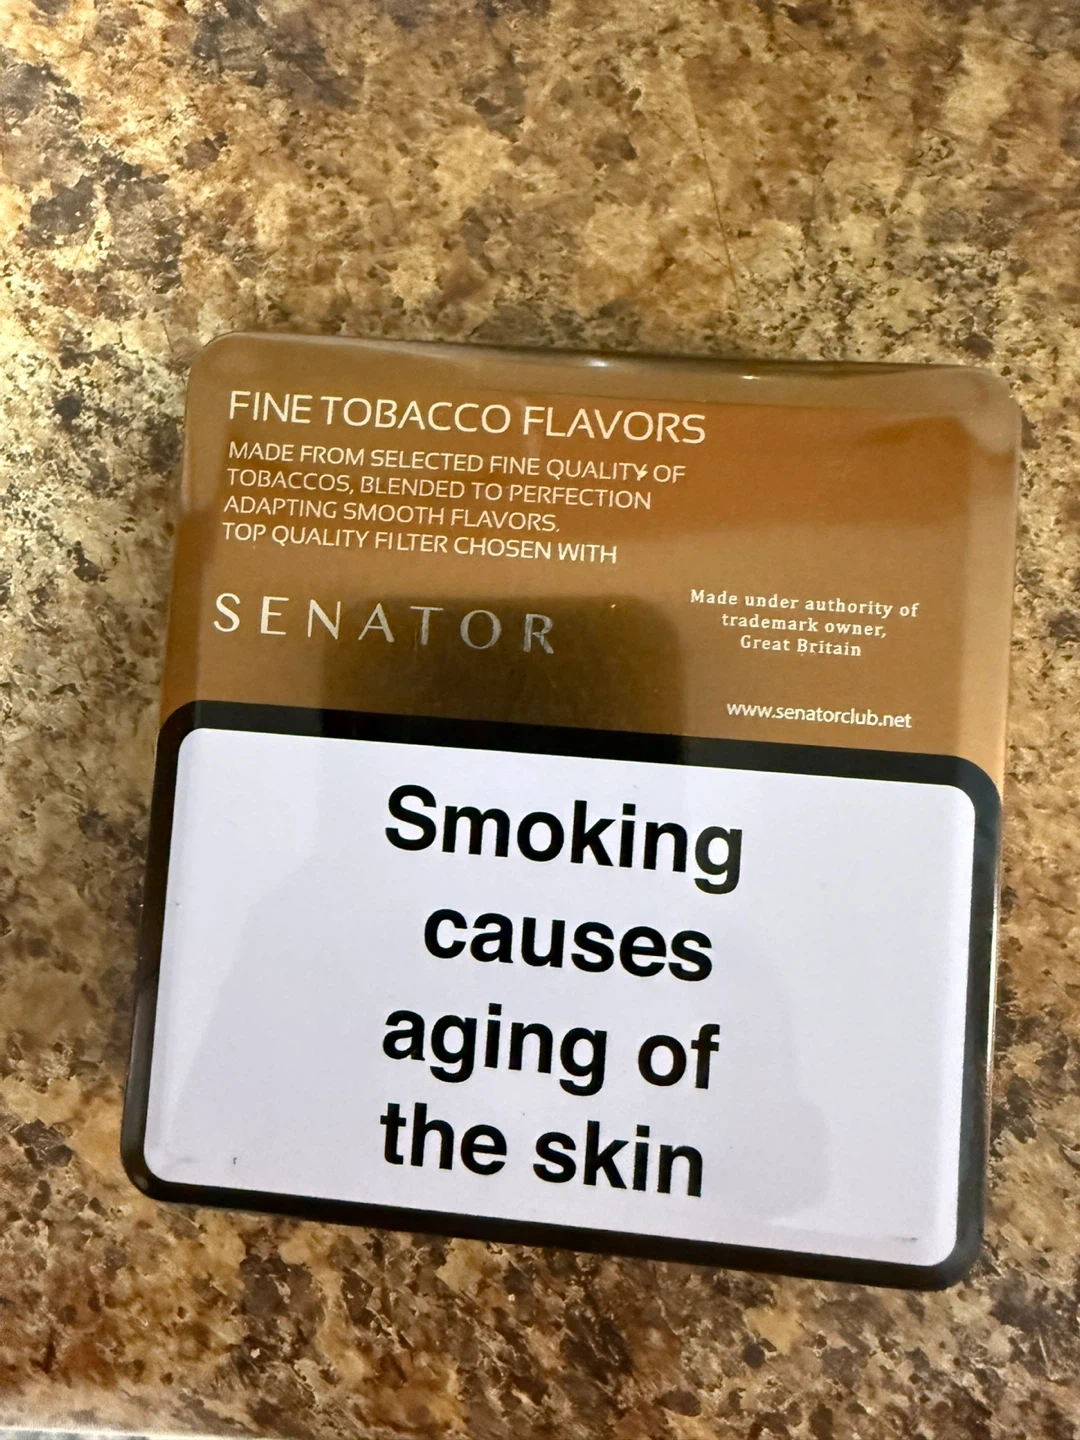 FINE TOBACCO FLAVORS
MADE FROM SELECTED FINE QUALITY OF
TOBACCOS, BLENDED TO PERFECTION
ADAPTING SMOOTH FLAVORS.
TOP QUALITY FILTER CHOSEN WITH
SENATOR
Made under authority of
trademark owner,
Great Britain
www.senatorclub.net
Smoking
causes
aging of
the skin